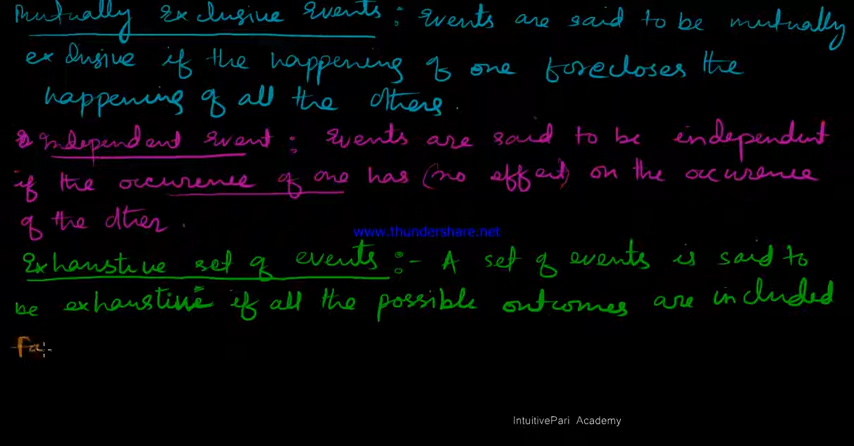 Mutually Exclusive Events : Events are said to be mutually
exclusive if the happening of one forecloses the
happening of all the others.
Independent Event : Events are said to be independent
if the occurence of one has (no effect) on the occurence
of the other.
www.thundershare.net
Exhaustive set of events :- A set of events is said to
be exhaustive if all the possible outcomes are included
Fa
IntuitivePari Academy